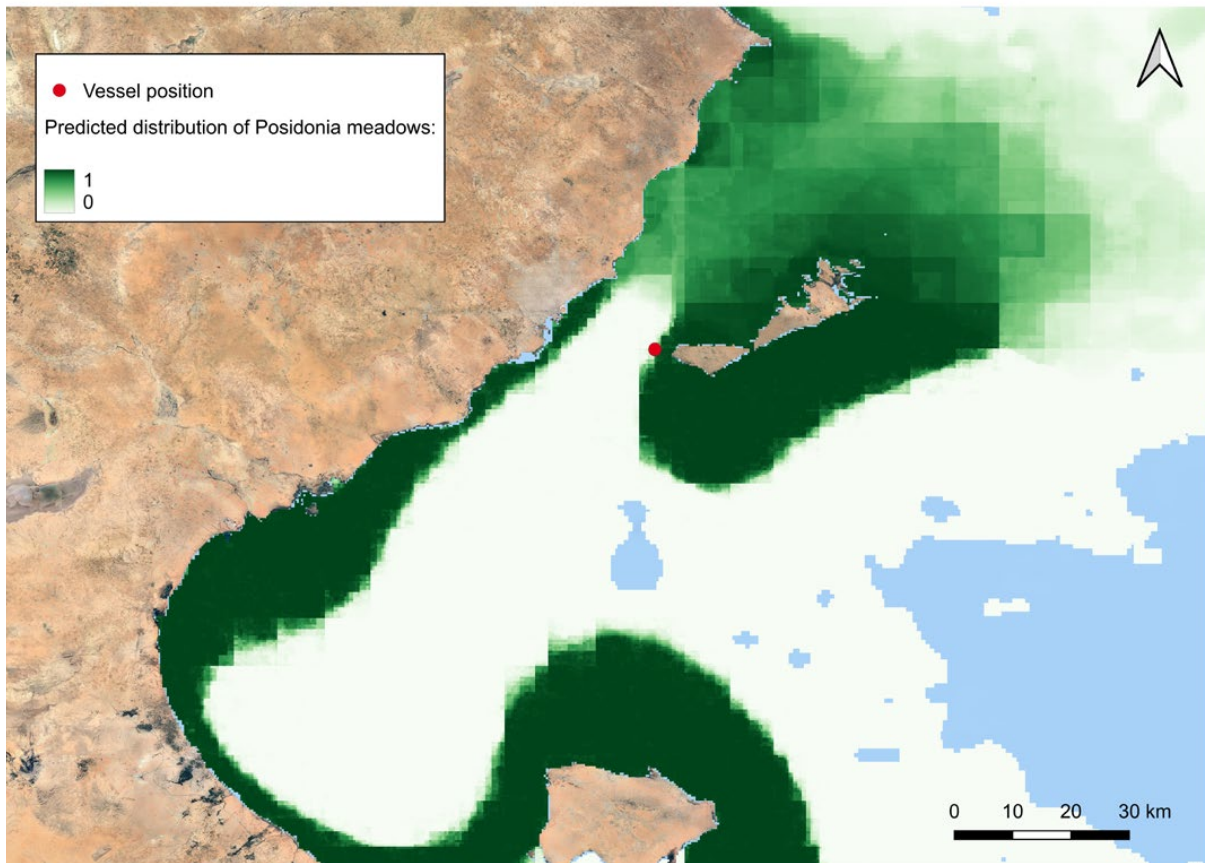 Vessel position
Predicted distribution of Posidonia meadows:
1
0
0 10 20 30 km